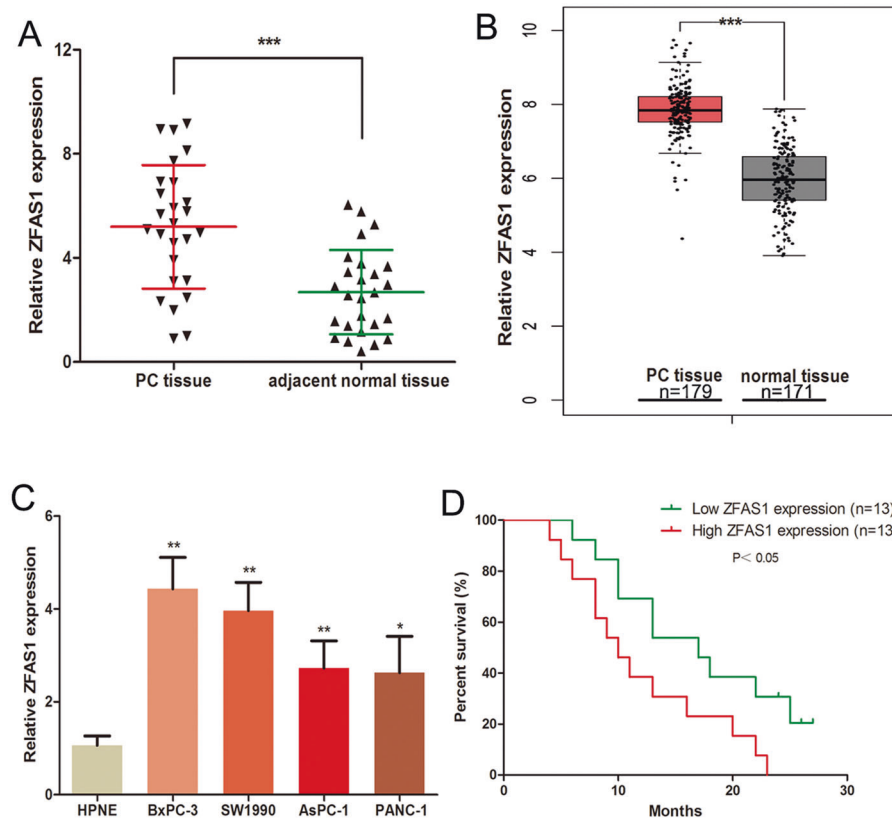 A
***
Relative ZFAS1 expression
12
8
4
0
PC tissue
adjacent normal tissue
B
***
Relative ZFAS1 expression
10
8
6
4
2
0
PC tissue
n=179
normal tissue
n=171
C
Relative ZFAS1 expression
6
4
2
0
**
**
**
*
HPNE
BxPC-3
SW1990
AsPC-1
PANC-1
D
Low ZFAS1 expression (n=13)
High ZFAS1 expression (n=13
P< 0.05
Percent survival (%)
100
80
60
40
20
0
0
10
20
30
Months